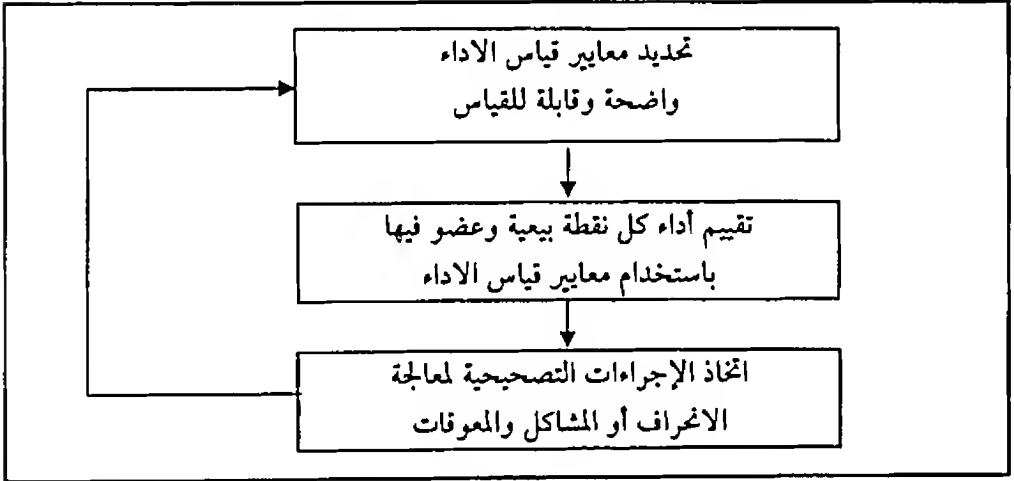 تحديد معايير قياس الاداء
واضحة وقابلة للقياس
تقييم أداء كل نقطة بيعية وعضو فيها
باستخدام معايير قياس الاداء
اتخاذ الإجراءات التصحيحية لمعالجة
الانحراف أو المشاكل والمعوقات